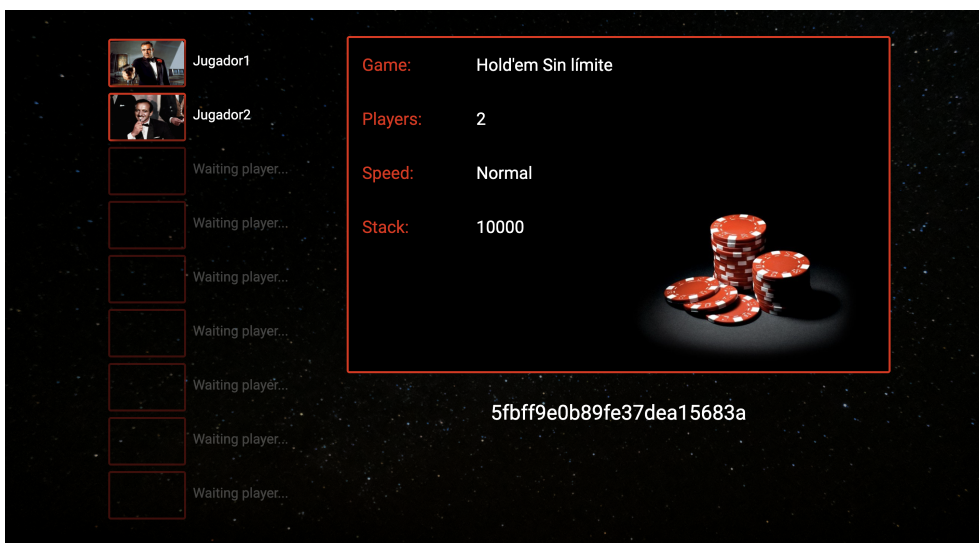 Jugador1
Jugador2
Waiting player...
Waiting player...
Waiting player...
Waiting player...
Waiting player...
Waiting player...
Waiting player...
Game: Hold'em Sin límite
Players: 2
Speed: Normal
Stack: 10000
5fbff9e0b89fe37dea15683a